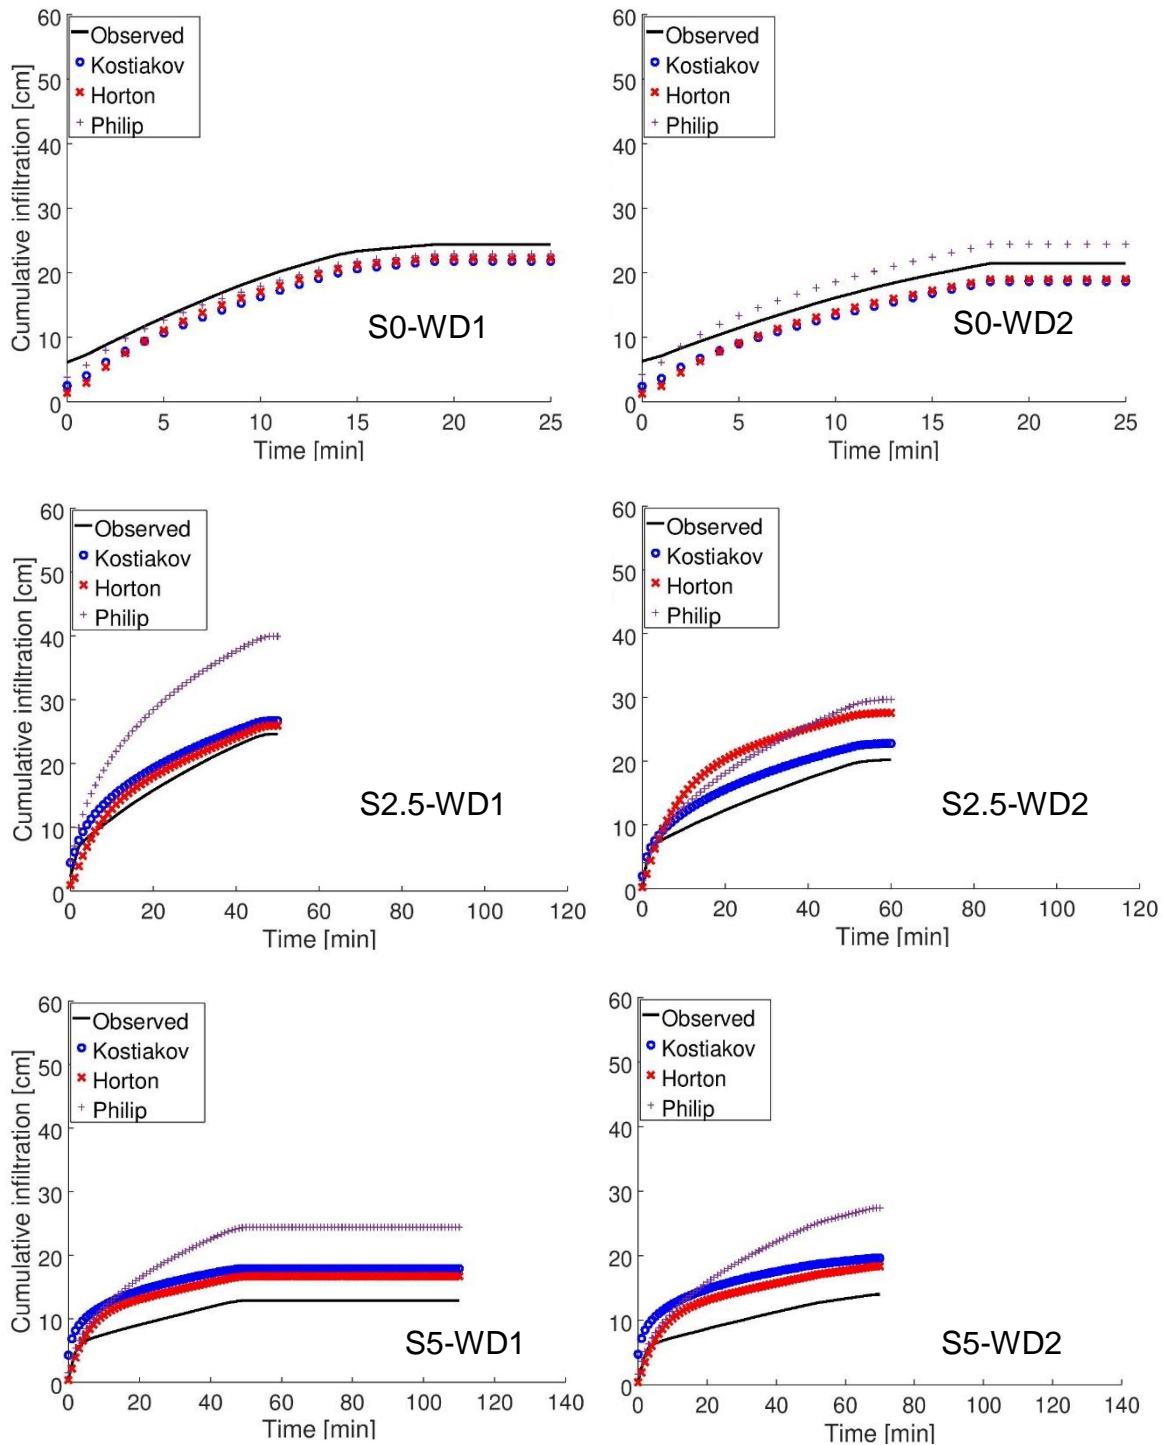 60
50
40
30
20
10
0
Cumulative infiltration [cm]
Observed
Kostiakov
Horton
Philip
S0-WD1
0 5 10 15 20 25
Time [min]
60
50
40
30
20
10
0
Observed
Kostiakov
Horton
Philip
S0-WD2
0 5 10 15 20 25
Time [min]
60
50
40
30
20
10
0
Cumulative infiltration [cm]
Observed
Kostiakov
Horton
Philip
S2.5-WD1
0 20 40 60 80 100 120
Time [min]
60
50
40
30
20
10
0
Observed
Kostiakov
Horton
Philip
S2.5-WD2
0 20 40 60 80 100 120
Time [min]
60
50
40
30
20
10
0
Cumulative infiltration [cm]
Observed
Kostiakov
Horton
Philip
S5-WD1
0 20 40 60 80 100 120 140
Time [min]
60
50
40
30
20
10
0
Observed
Kostiakov
Horton
Philip
S5-WD2
0 20 40 60 80 100 120 140
Time [min]